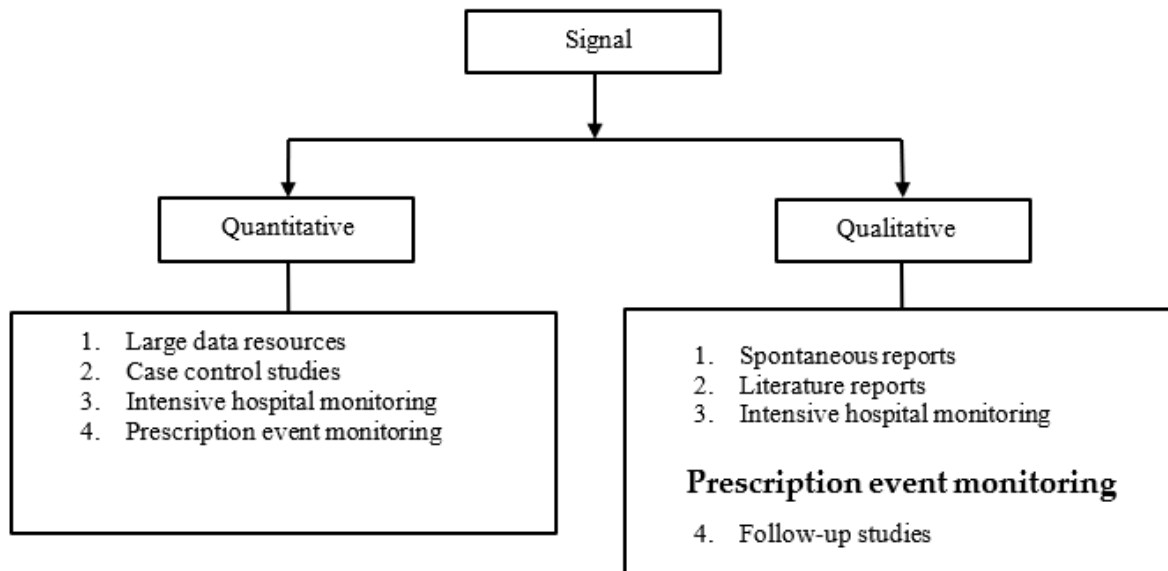 Signal
Quantitative
Qualitative
1. Large data resources
2. Case control studies
3. Intensive hospital monitoring
4. Prescription event monitoring
1. Spontaneous reports
2. Literature reports
3. Intensive hospital monitoring
Prescription event monitoring
4. Follow-up studies